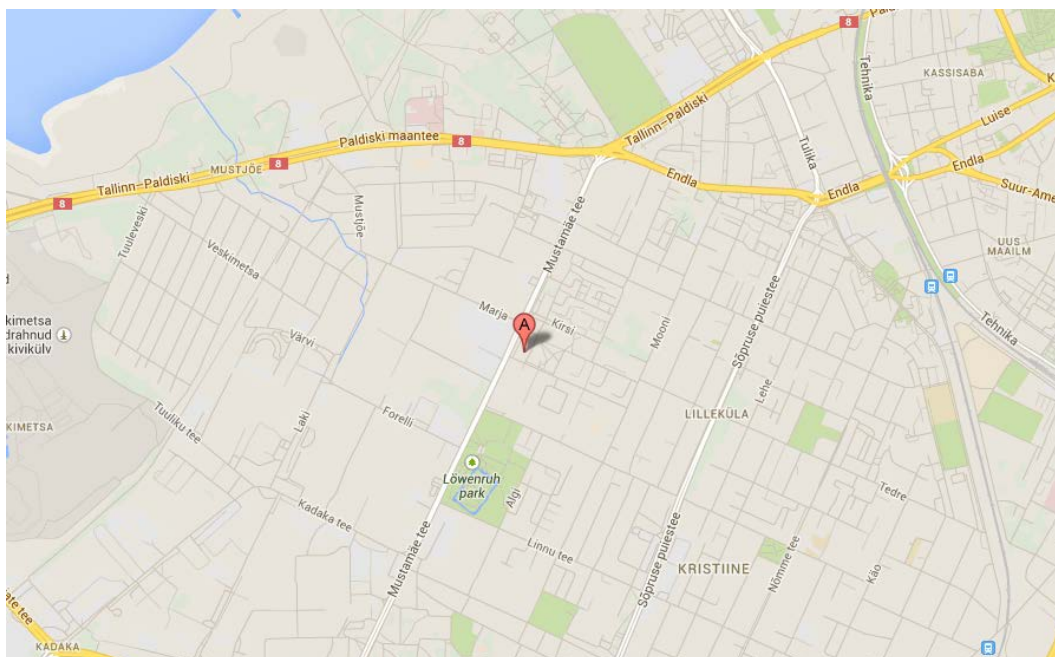 8
Paldiski
KASSISABA
Tehnika
Luise
Tallinn–Paldiski
Tulika
Paldiski maantee
8
8
MUSTJÕE
Tallinn–Paldiski
8
Endla
Endla
Endla
Suur-Ame
UUS
MAAILM
Tuuleveski
Mustjõe
Veskimetsa
Mustamäe tee
Marja
Kirsi
A
Mooni
Sõpruse puiestee
Tehnika
kimetsa
drahnud
kivikülv
Värvi
Lehe
LILLEKÜLA
Tuuliku tee
Laki
Forelli
KIMETSA
Löwenruh
park
Algi
Tedre
Kadaka tee
Mustamäe tee
Linnu tee
KRISTIINE
Sõpruse puiestee
Nõmme tee
Käo
ate tee
KADAKA